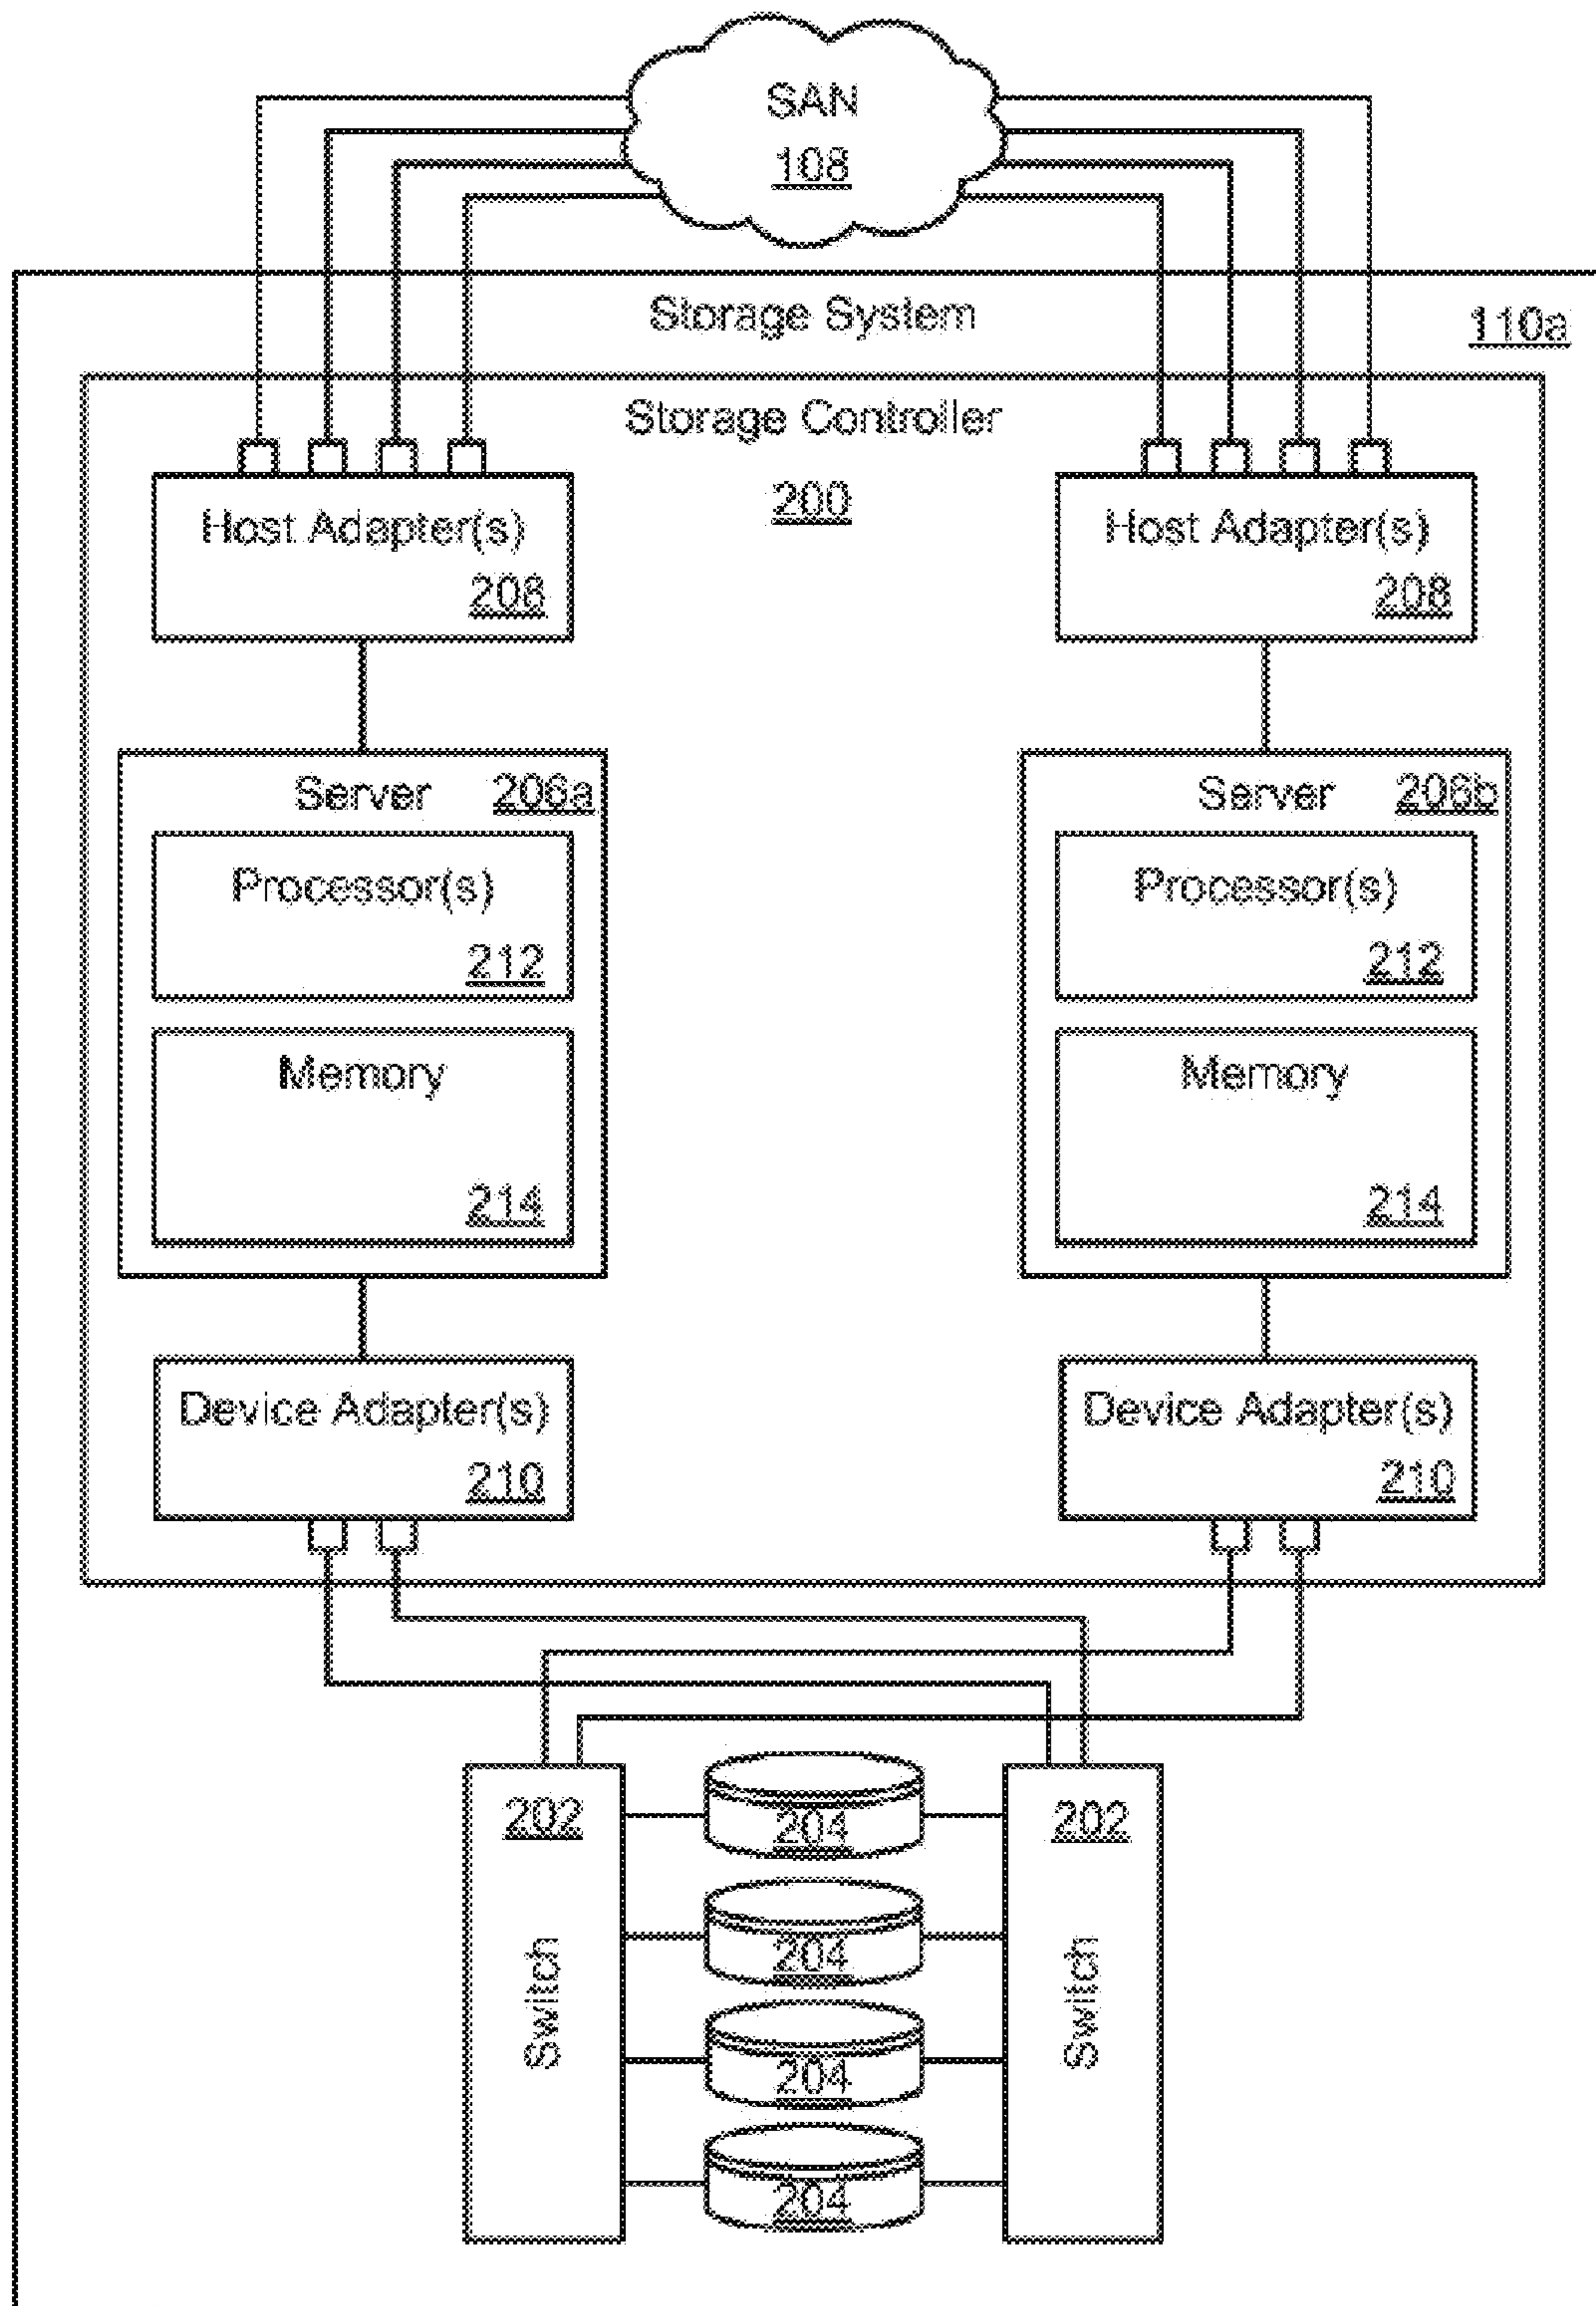 SAN
108
Storage System
110a
Storage Controller
200
Host Adapter(s)
208
Host Adapter(s)
208
Server 206a
Processor(s)
212
Memory
214
Server 206b
Processor(s)
212
Memory
214
Device Adapter(s)
210
Device Adapter(s)
210
202
Switch
204
204
204
204
202
Switch